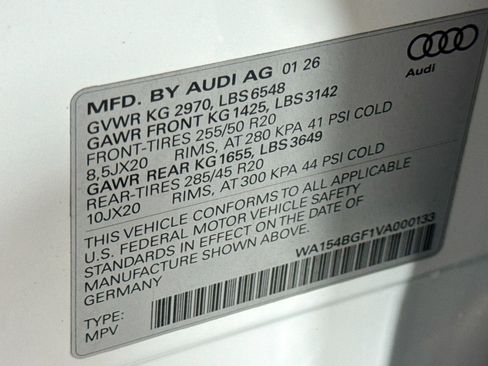 MFD. BY AUDI AG 01 26
Audi
GVWR KG 2970, LBS 6548
GAWR FRONT KG 1425, LBS 3142
FRONT-TIRES 255/50 R20
8,5JX20 RIMS, AT 280 KPA 41 PSI COLD
GAWR REAR KG 1655, LBS 3649
REAR-TIRES 285/45 R20
10JX20 RIMS, AT 300 KPA 44 PSI COLD
THIS VEHICLE CONFORMS TO ALL APPLICABLE
U.S. FEDERAL MOTOR VEHICLE SAFETY
STANDARDS IN EFFECT ON THE DATE OF
MANUFACTURE SHOWN ABOVE.
GERMANY
WA154BGF1VA000133
TYPE:
MPV